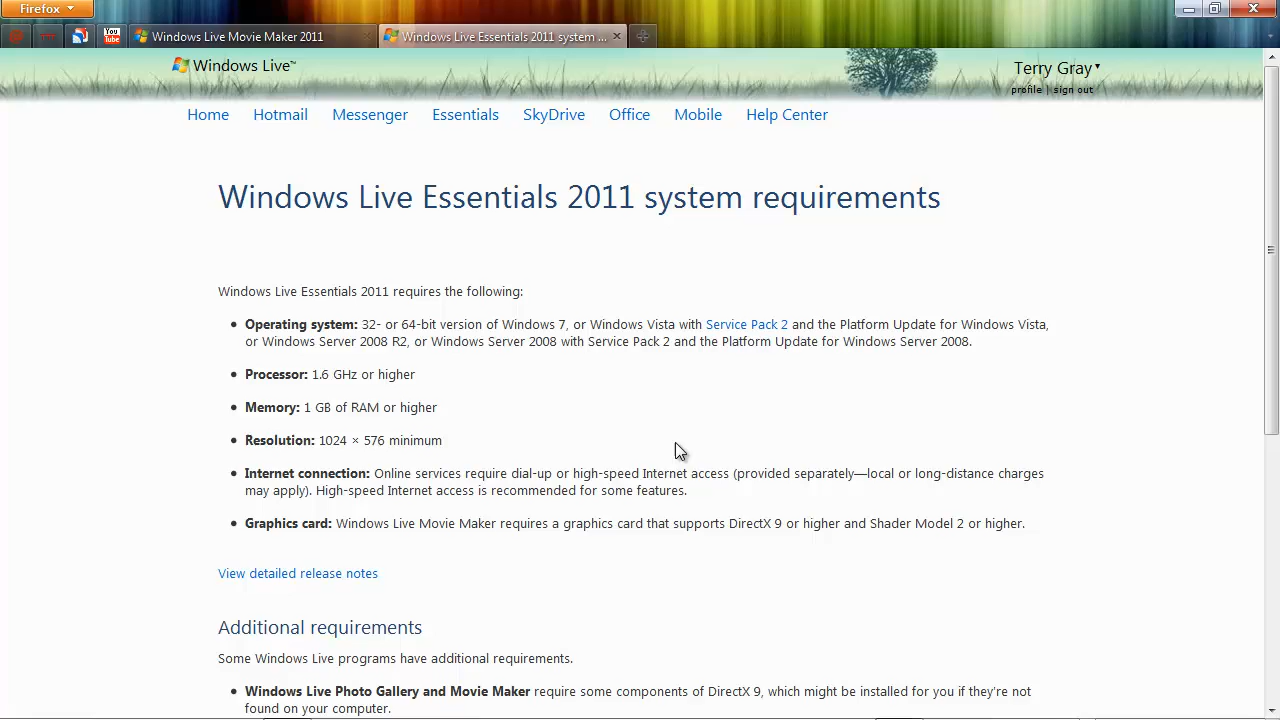 Firefox
You Tube
Windows Live Movie Maker 2011
Windows Live Essentials 2011 system ...
Windows Live™
Terry Gray
profile | sign out
Home Hotmail Messenger Essentials SkyDrive Office Mobile Help Center
Windows Live Essentials 2011 system requirements
Windows Live Essentials 2011 requires the following:
• Operating system: 32- or 64-bit version of Windows 7, or Windows Vista with Service Pack 2 and the Platform Update for Windows Vista,
or Windows Server 2008 R2, or Windows Server 2008 with Service Pack 2 and the Platform Update for Windows Server 2008.
• Processor: 1.6 GHz or higher
• Memory: 1 GB of RAM or higher
• Resolution: 1024 × 576 minimum
• Internet connection: Online services require dial-up or high-speed Internet access (provided separately—local or long-distance charges
may apply). High-speed Internet access is recommended for some features.
• Graphics card: Windows Live Movie Maker requires a graphics card that supports DirectX 9 or higher and Shader Model 2 or higher.
View detailed release notes
Additional requirements
Some Windows Live programs have additional requirements.
• Windows Live Photo Gallery and Movie Maker require some components of DirectX 9, which might be installed for you if they're not
found on your computer.